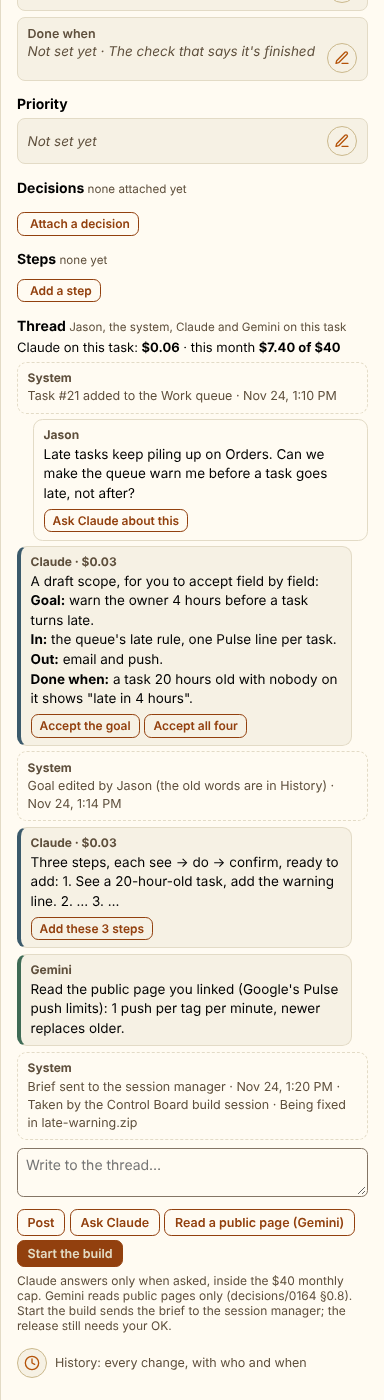 Done when
Not set yet · The check that says it's finished
Priority
Not set yet
Decisions none attached yet
Attach a decision
Steps none yet
Add a step
Thread Jason, the system, Claude and Gemini on this task
Claude on this task: $0.06 · this month $7.40 of $40
System
Task #21 added to the Work queue · Nov 24, 1:10 PM
Jason
Late tasks keep piling up on Orders. Can we
make the queue warn me before a task goes
late, not after?
Ask Claude about this
Claude · $0.03
A draft scope, for you to accept field by field:
Goal: warn the owner 4 hours before a task
turns late.
In: the queue's late rule, one Pulse line per task.
Out: email and push.
Done when: a task 20 hours old with nobody on
it shows "late in 4 hours".
Accept the goal Accept all four
System
Goal edited by Jason (the old words are in History) ·
Nov 24, 1:14 PM
Claude · $0.03
Three steps, each see → do → confirm, ready to
add: 1. See a 20-hour-old task, add the warning
line. 2. ... 3. ...
Add these 3 steps
Gemini
Read the public page you linked (Google's Pulse
push limits): 1 push per tag per minute, newer
replaces older.
System
Brief sent to the session manager · Nov 24, 1:20 PM ·
Taken by the Control Board build session · Being fixed
in late-warning.zip
Write to the thread...
Post Ask Claude Read a public page (Gemini)
Start the build
Claude answers only when asked, inside the $40 monthly
cap. Gemini reads public pages only (decisions/0164 §0.8).
Start the build sends the brief to the session manager; the
release still needs your OK.
History: every change, with who and when